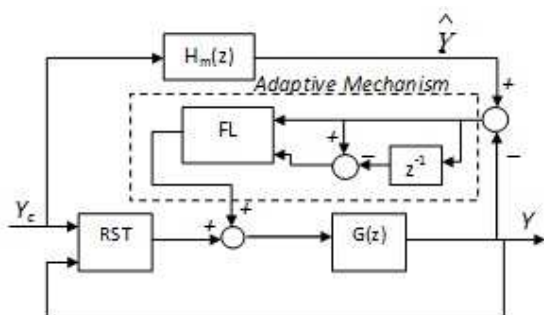 Ŷ
H_m(z)
+
Adaptive Mechanism
FL
+
−
z⁻¹
−
Y_c
+
Y
RST
+
G(z)